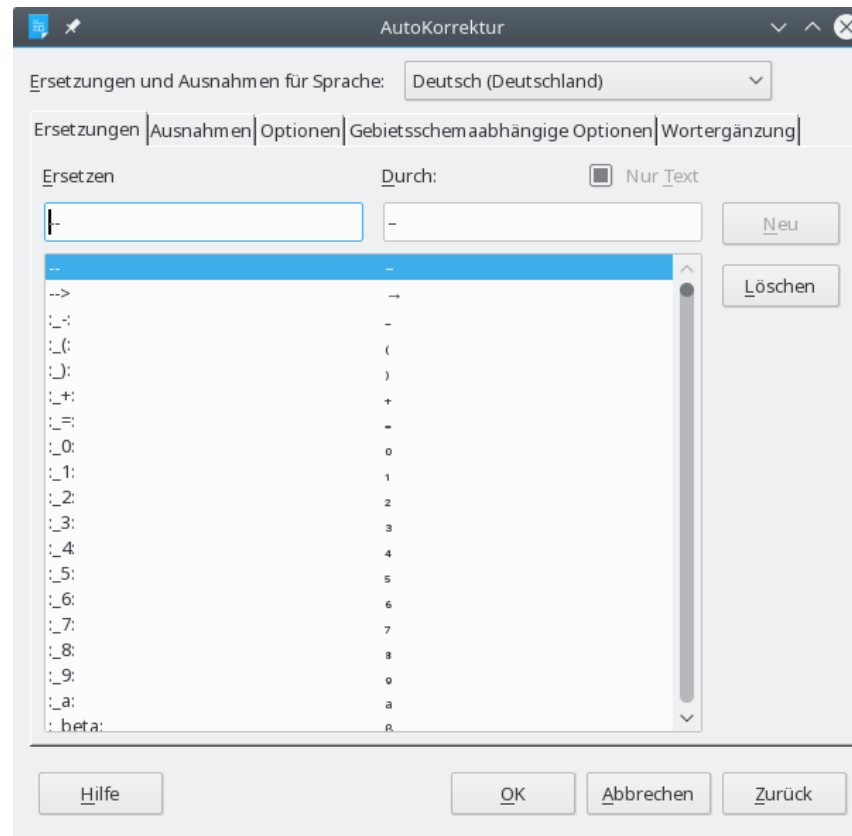 AutoKorrektur
Ersetzungen und Ausnahmen für Sprache: Deutsch (Deutschland)
Ersetzungen Ausnahmen Optionen Gebietsschemaabhängige Optionen Wortergänzung
Ersetzen Durch: Nur Text
-- – Neu
-- –
Löschen
--> →
:_-: ₋
:_(: ₍
:_): ₎
:_+: ₊
:_=: ₌
:_0: ₀
:_1: ₁
:_2: ₂
:_3: ₃
:_4: ₄
:_5: ₅
:_6: ₆
:_7: ₇
:_8: ₈
:_9: ₉
:_a: ₐ
:_beta: ᵦ
Hilfe OK Abbrechen Zurück